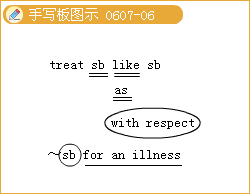 手写板图示 0607-06
treat sb like sb
as
with respect
～sb for an illness